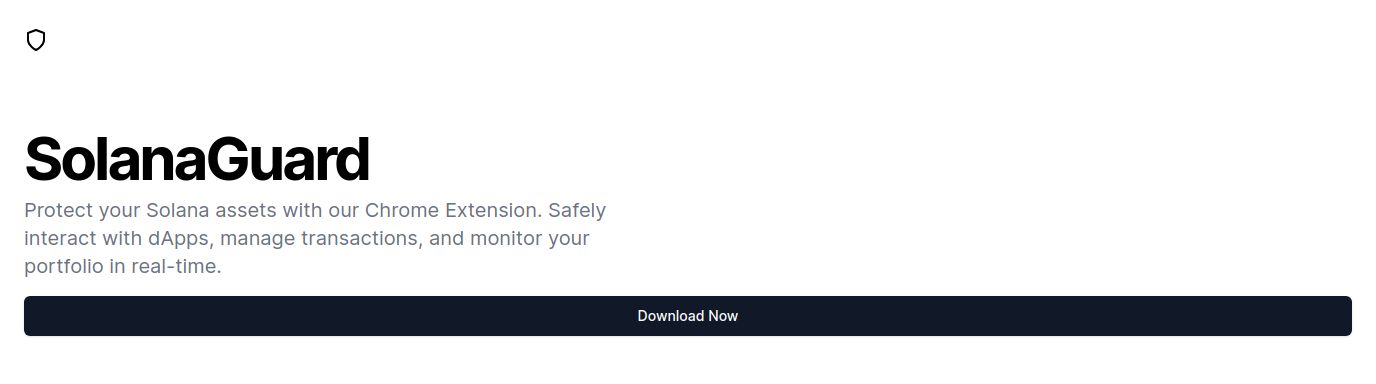 SolanaGuard
Protect your Solana assets with our Chrome Extension. Safely
interact with dApps, manage transactions, and monitor your
portfolio in real-time.
Download Now